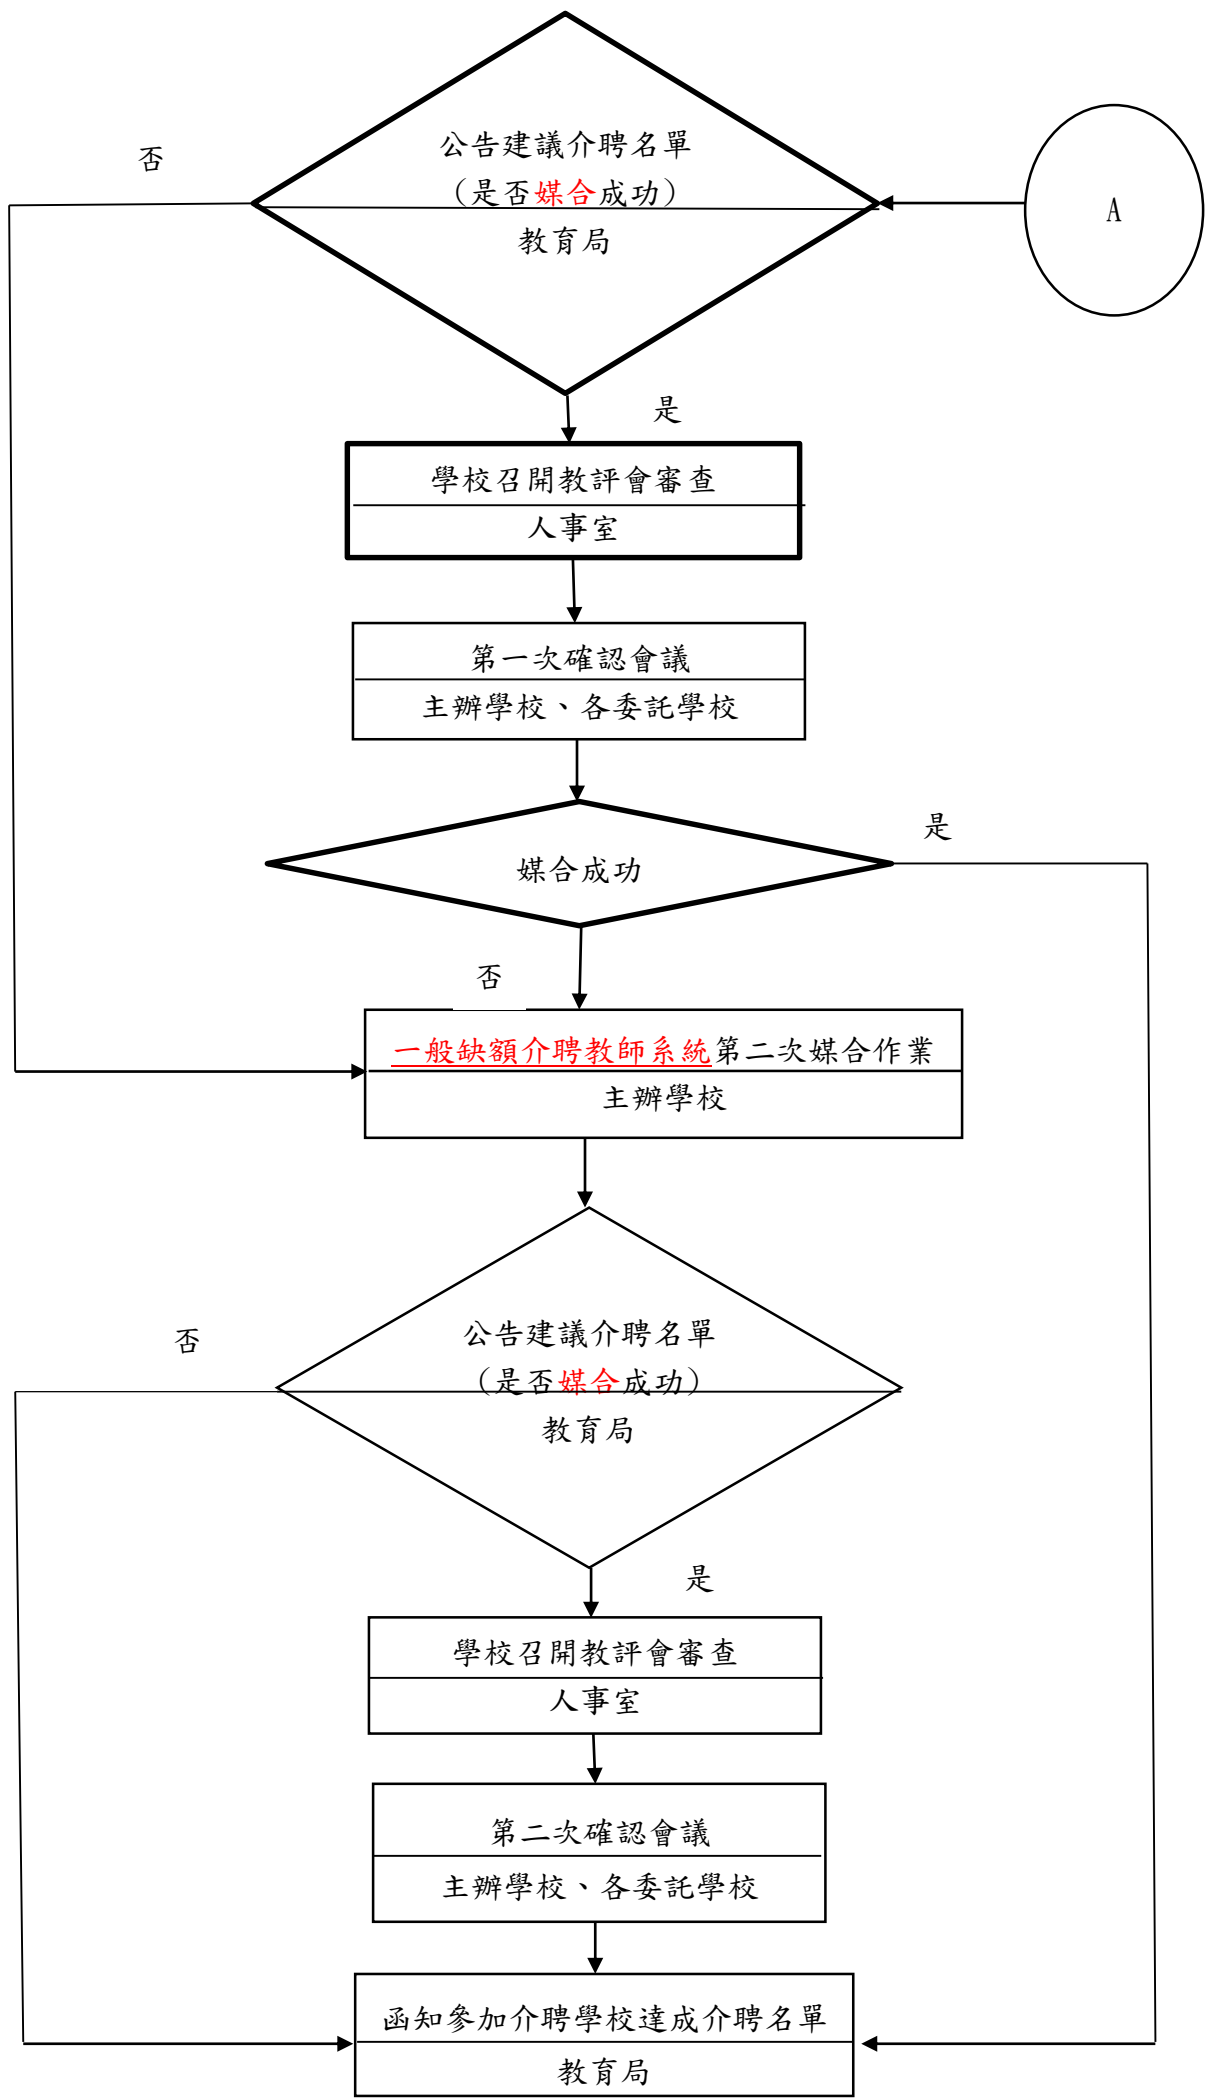 公告建議介聘名單
否
（是否媒合成功）
A
教育局
是
學校召開教評會審查
人事室
第一次確認會議
主辦學校、各委託學校
是
媒合成功
否
一般缺額介聘教師系統第二次媒合作業
主辦學校
公告建議介聘名單
否
（是否媒合成功）
教育局
是
學校召開教評會審查
人事室
第二次確認會議
主辦學校、各委託學校
函知參加介聘學校達成介聘名單
教育局